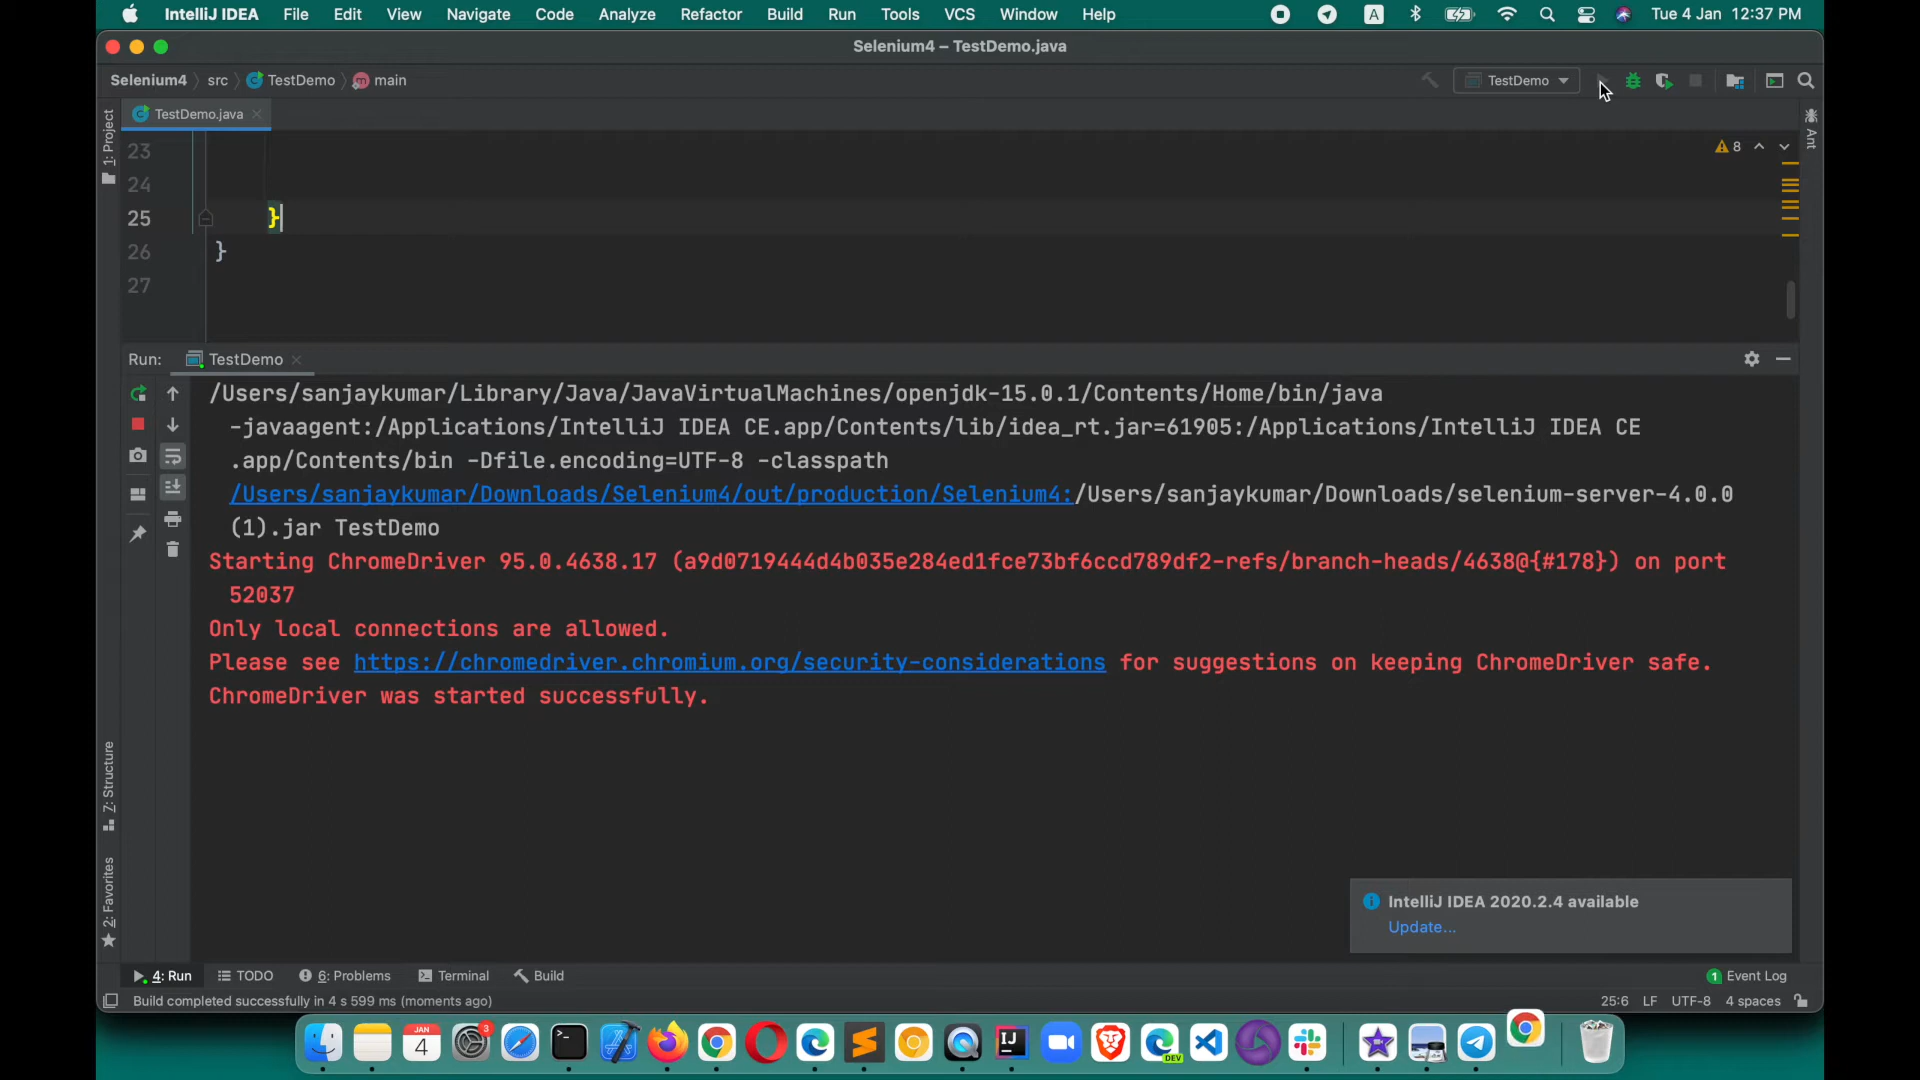 IntelliJ IDEA File Edit View Navigate Code Analyze Refactor Build Run Tools VCS Window Help A Tue 4 Jan 12:37 PM
Selenium4 – TestDemo.java
Selenium4 src TestDemo main TestDemo
TestDemo.java
1: Project
Ant
8
23
24
25 }
26 }
27
Run: TestDemo
/Users/sanjaykumar/Library/Java/JavaVirtualMachines/openjdk-15.0.1/Contents/Home/bin/java
-javaagent:/Applications/IntelliJ IDEA CE.app/Contents/lib/idea_rt.jar=61905:/Applications/IntelliJ IDEA CE
.app/Contents/bin -Dfile.encoding=UTF-8 -classpath
/Users/sanjaykumar/Downloads/Selenium4/out/production/Selenium4:/Users/sanjaykumar/Downloads/selenium-server-4.0.0
(1).jar TestDemo
Starting ChromeDriver 95.0.4638.17 (a9d0719444d4b035e284ed1fce73bf6ccd789df2-refs/branch-heads/4638@{#178}) on port
52037
Only local connections are allowed.
Please see https://chromedriver.chromium.org/security-considerations for suggestions on keeping ChromeDriver safe.
ChromeDriver was started successfully.
Z: Structure
2: Favorites
IntelliJ IDEA 2020.2.4 available
Update...
4: Run TODO 6: Problems Terminal Build 1 Event Log
Build completed successfully in 4 s 599 ms (moments ago) 25:6 LF UTF-8 4 spaces
JAN
4
3
IJ
DEV